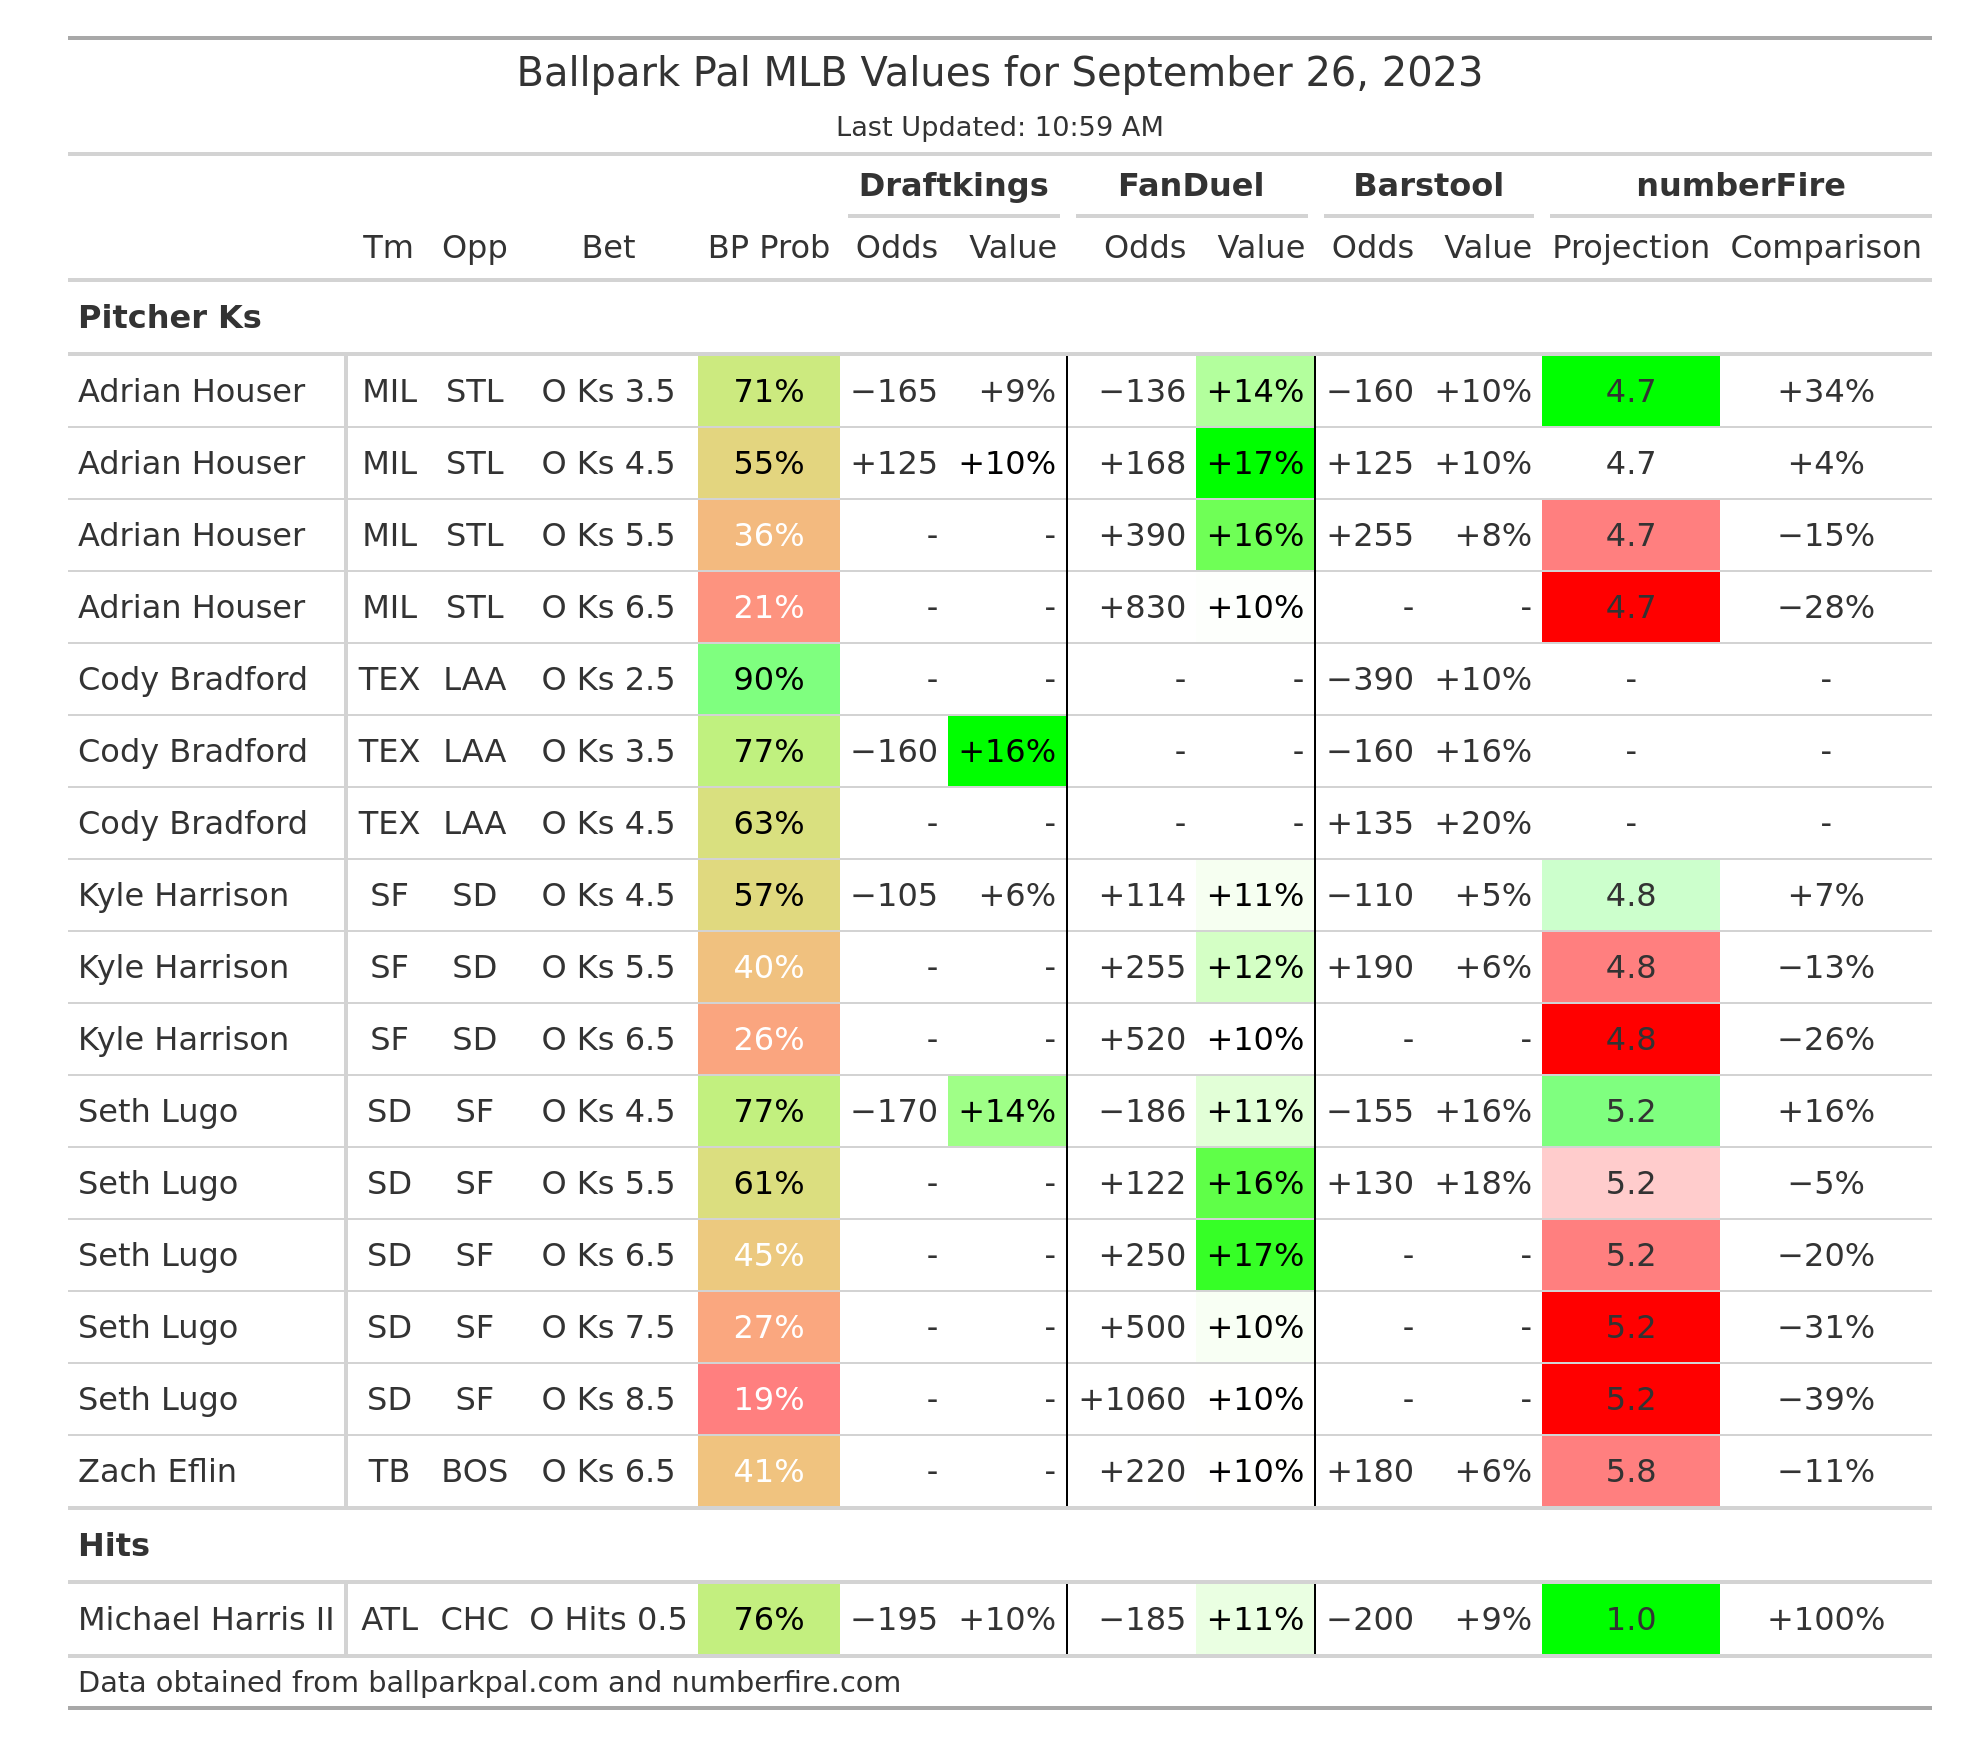 Ballpark Pal MLB Values for September 26, 2023
Last Updated: 10:59 AM
Draftkings FanDuel Barstool numberFire
Tm Opp Bet BP Prob Odds Value Odds Value Odds Value Projection Comparison
Pitcher Ks
Adrian Houser MIL STL O Ks 3.5 71% −165 +9% −136 +14% −160 +10% 4.7 +34%
Adrian Houser MIL STL O Ks 4.5 55% +125 +10% +168 +17% +125 +10% 4.7 +4%
Adrian Houser MIL STL O Ks 5.5 36% - - +390 +16% +255 +8% 4.7 −15%
Adrian Houser MIL STL O Ks 6.5 21% - - +830 +10% - - 4.7 −28%
Cody Bradford TEX LAA O Ks 2.5 90% - - - - −390 +10% - -
Cody Bradford TEX LAA O Ks 3.5 77% −160 +16% - - −160 +16% - -
Cody Bradford TEX LAA O Ks 4.5 63% - - - - +135 +20% - -
Kyle Harrison SF SD O Ks 4.5 57% −105 +6% +114 +11% −110 +5% 4.8 +7%
Kyle Harrison SF SD O Ks 5.5 40% - - +255 +12% +190 +6% 4.8 −13%
Kyle Harrison SF SD O Ks 6.5 26% - - +520 +10% - - 4.8 −26%
Seth Lugo SD SF O Ks 4.5 77% −170 +14% −186 +11% −155 +16% 5.2 +16%
Seth Lugo SD SF O Ks 5.5 61% - - +122 +16% +130 +18% 5.2 −5%
Seth Lugo SD SF O Ks 6.5 45% - - +250 +17% - - 5.2 −20%
Seth Lugo SD SF O Ks 7.5 27% - - +500 +10% - - 5.2 −31%
Seth Lugo SD SF O Ks 8.5 19% - - +1060 +10% - - 5.2 −39%
Zach Eflin TB BOS O Ks 6.5 41% - - +220 +10% +180 +6% 5.8 −11%
Hits
Michael Harris II ATL CHC O Hits 0.5 76% −195 +10% −185 +11% −200 +9% 1.0 +100%
Data obtained from ballparkpal.com and numberfire.com